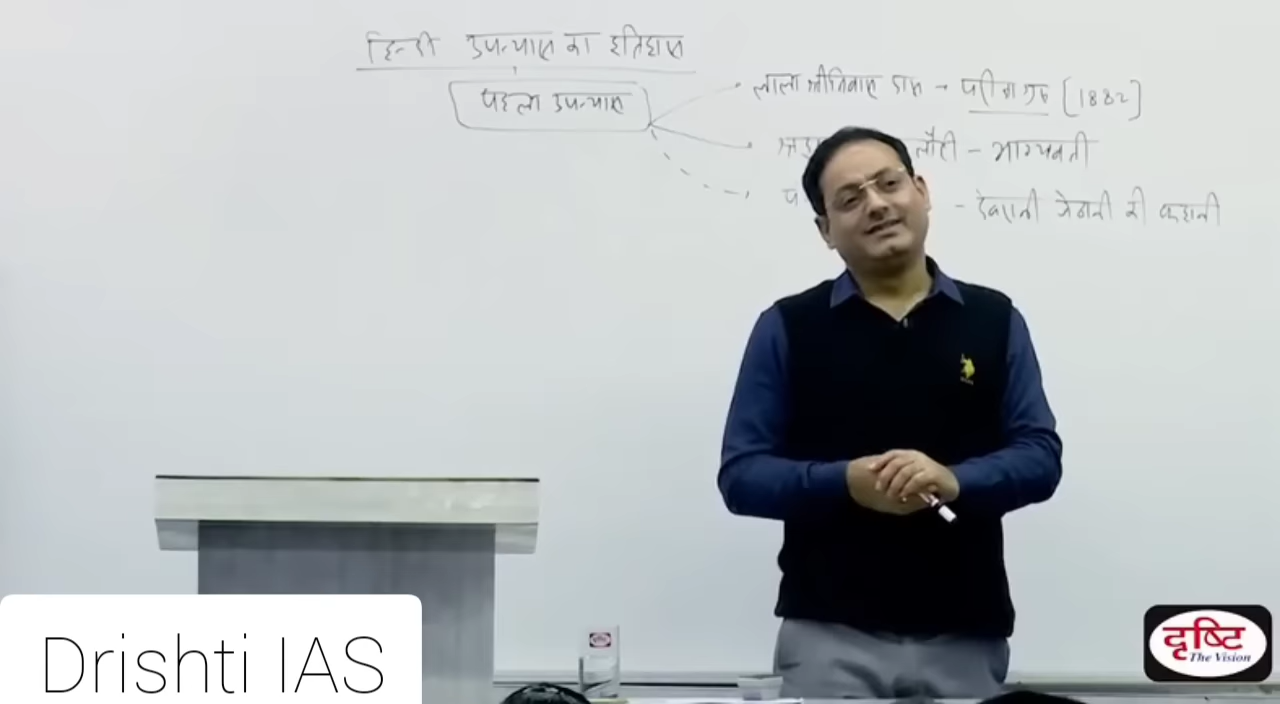 हिन्दी उपन्यास का इतिहास
पहला उपन्यास
लाला श्रीनिवास दास → परीक्षा गुरु [1882]
– भाग्यवती
– देवरानी जेठानी की कहानी
Drishti IAS
दृष्टि
The Vision